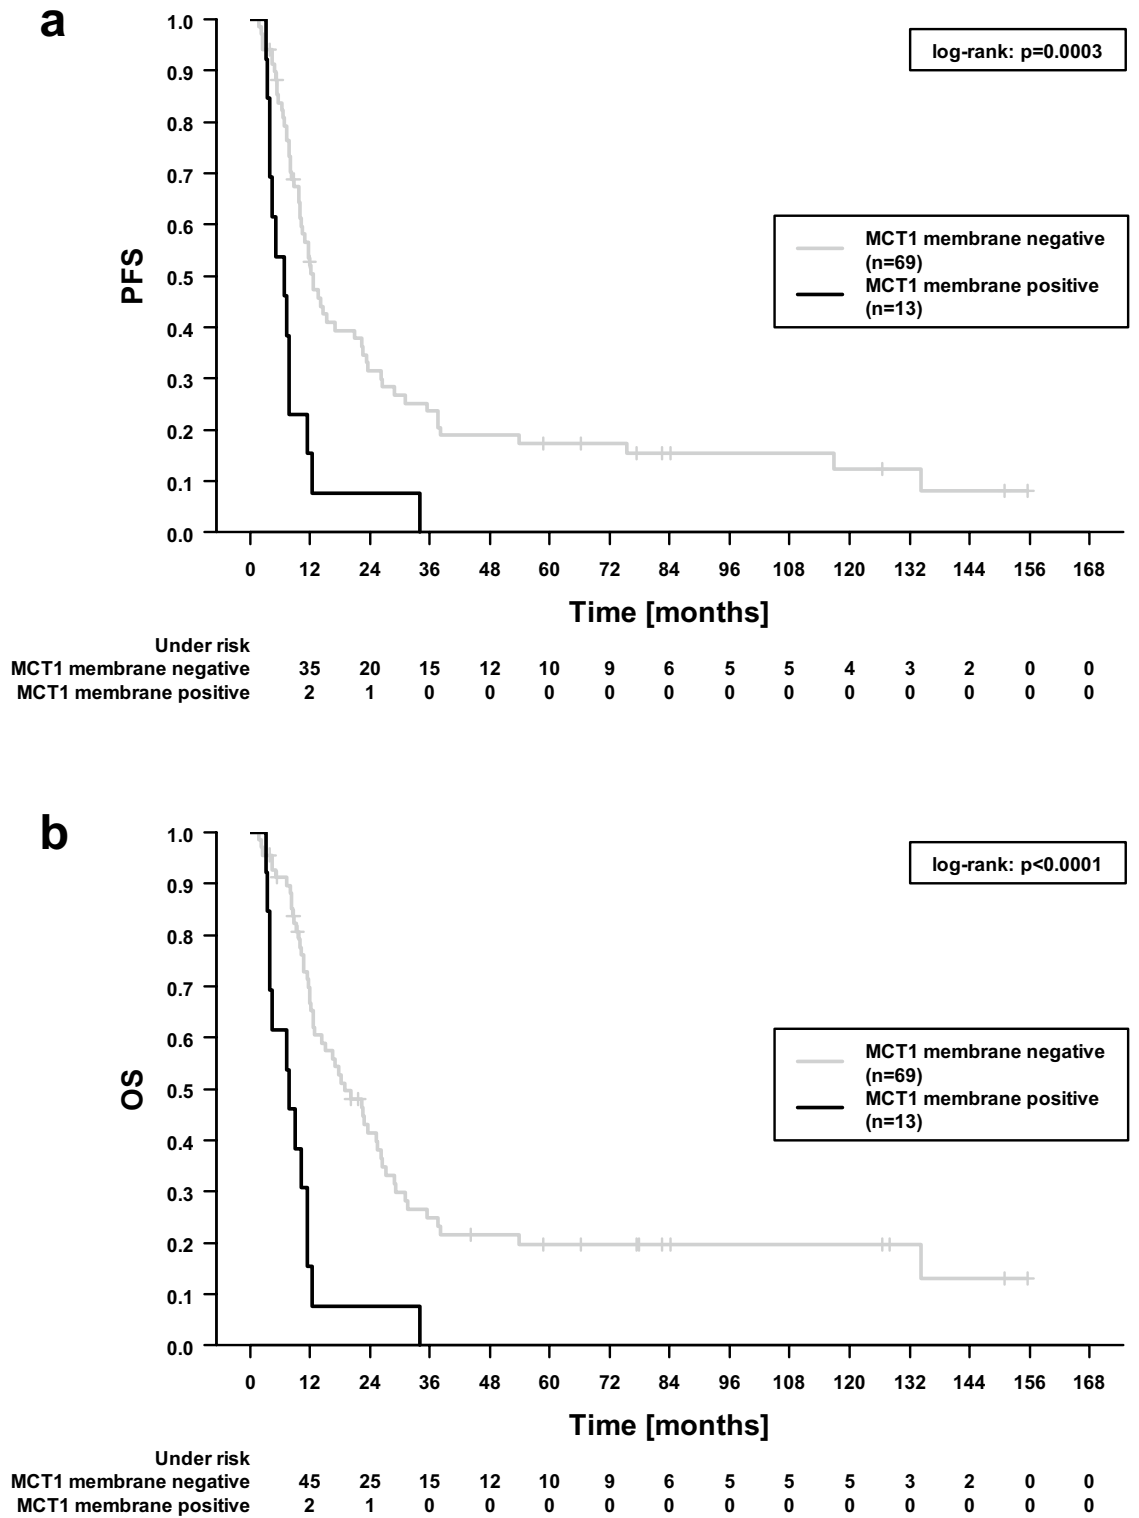 a
log-rank: p=0.0003
1.0
0.9
0.8
0.7
0.6
0.5
0.4
0.3
0.2
0.1
0.0
PFS
MCT1 membrane negative
(n=69)
MCT1 membrane positive
(n=13)
0 12 24 36 48 60 72 84 96 108 120 132 144 156 168
Time [months]
Under risk
MCT1 membrane negative 35 20 15 12 10 9 6 5 5 4 3 2 0 0
MCT1 membrane positive 2 1 0 0 0 0 0 0 0 0 0 0 0 0
b
log-rank: p<0.0001
1.0
0.9
0.8
0.7
0.6
0.5
0.4
0.3
0.2
0.1
0.0
OS
MCT1 membrane negative
(n=69)
MCT1 membrane positive
(n=13)
0 12 24 36 48 60 72 84 96 108 120 132 144 156 168
Time [months]
Under risk
MCT1 membrane negative 45 25 15 12 10 9 6 5 5 5 3 2 0 0
MCT1 membrane positive 2 1 0 0 0 0 0 0 0 0 0 0 0 0